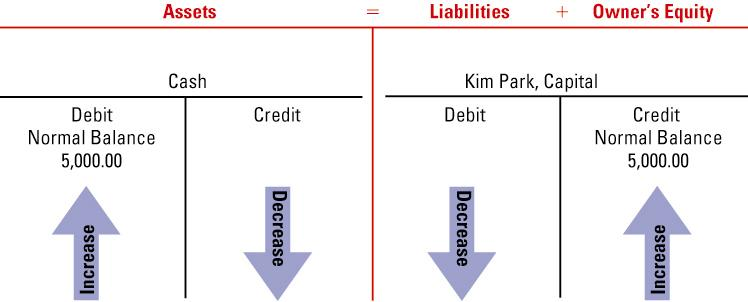 Assets = Liabilities + Owner's Equity
Cash
Kim Park, Capital
Debit
Normal Balance
5,000.00
Credit
Debit
Credit
Normal Balance
5,000.00
Increase
Decrease
Decrease
Increase